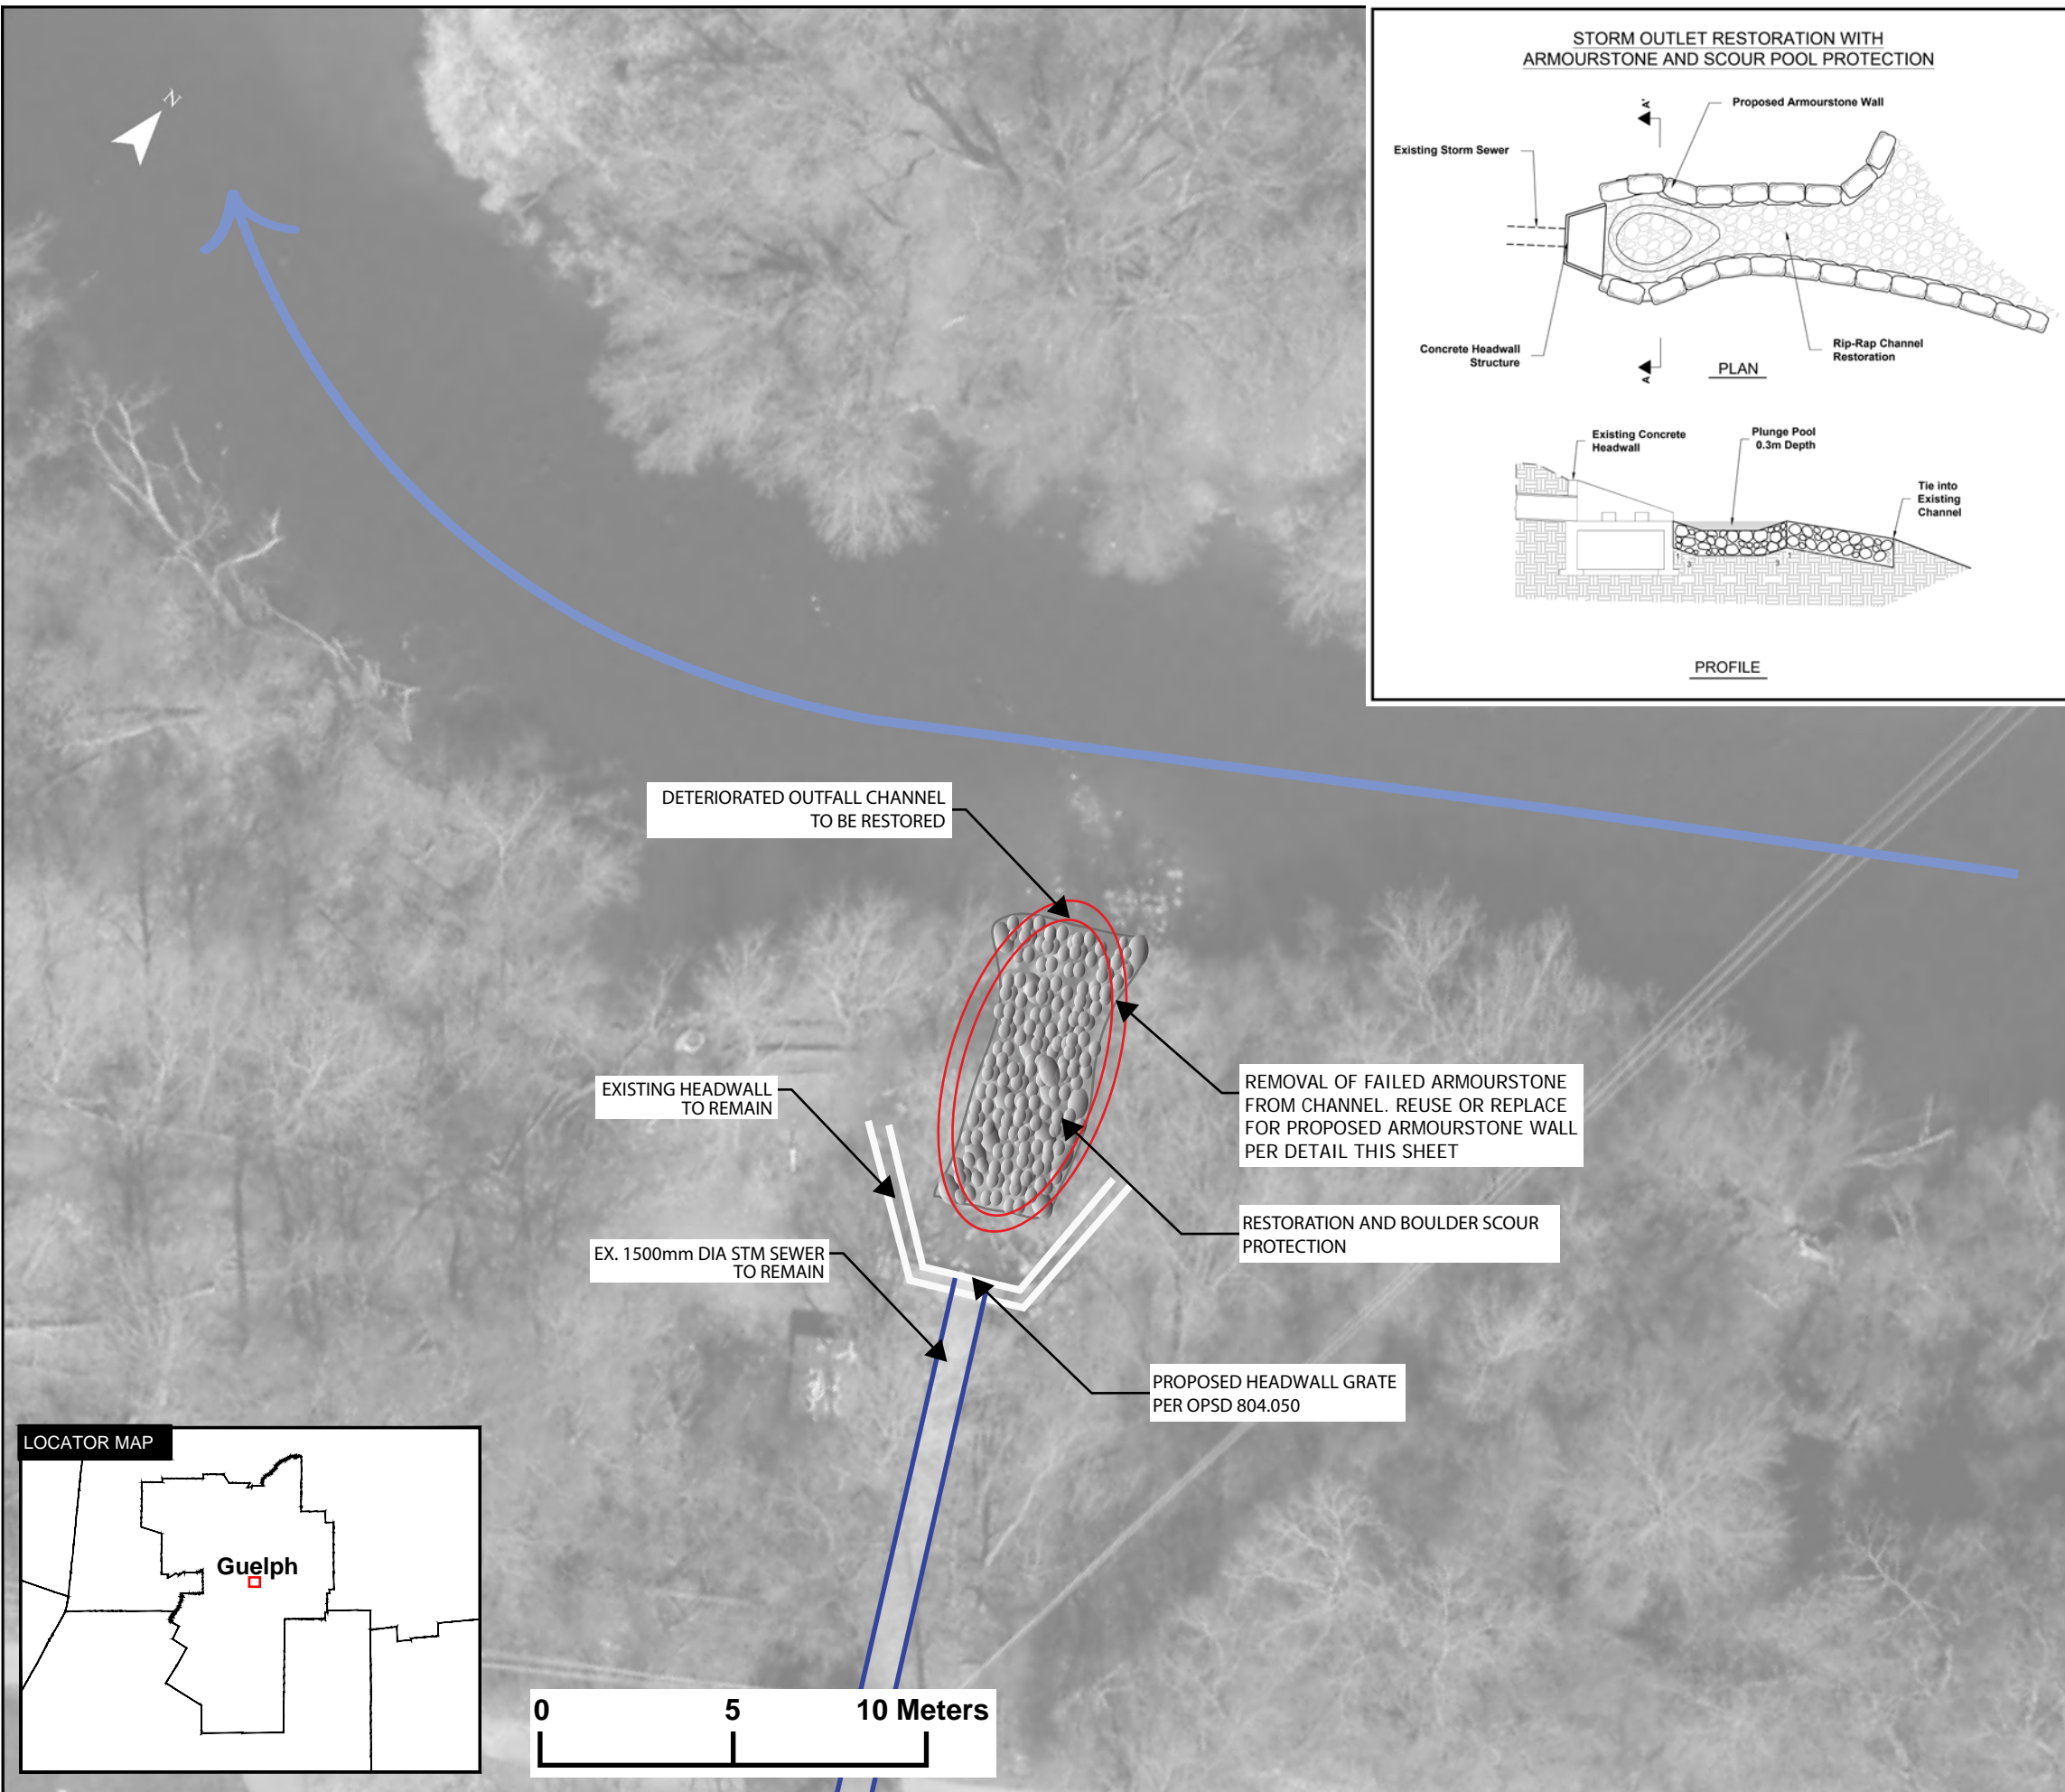 N
STORM OUTLET RESTORATION WITH
ARMOURSTONE AND SCOUR POOL PROTECTION
A'
Proposed Armourstone Wall
Existing Storm Sewer
Concrete Headwall
Structure
Rip-Rap Channel
Restoration
A
PLAN
Existing Concrete
Headwall
Plunge Pool
0.3m Depth
Tie into
Existing
Channel
1
3
3
1
PROFILE
DETERIORATED OUTFALL CHANNEL
TO BE RESTORED
EXISTING HEADWALL
TO REMAIN
REMOVAL OF FAILED ARMOURSTONE
FROM CHANNEL. REUSE OR REPLACE
FOR PROPOSED ARMOURSTONE WALL
PER DETAIL THIS SHEET
RESTORATION AND BOULDER SCOUR
PROTECTION
EX. 1500mm DIA STM SEWER
TO REMAIN
PROPOSED HEADWALL GRATE
PER OPSD 804.050
LOCATOR MAP
Guelph
0 5 10 Meters